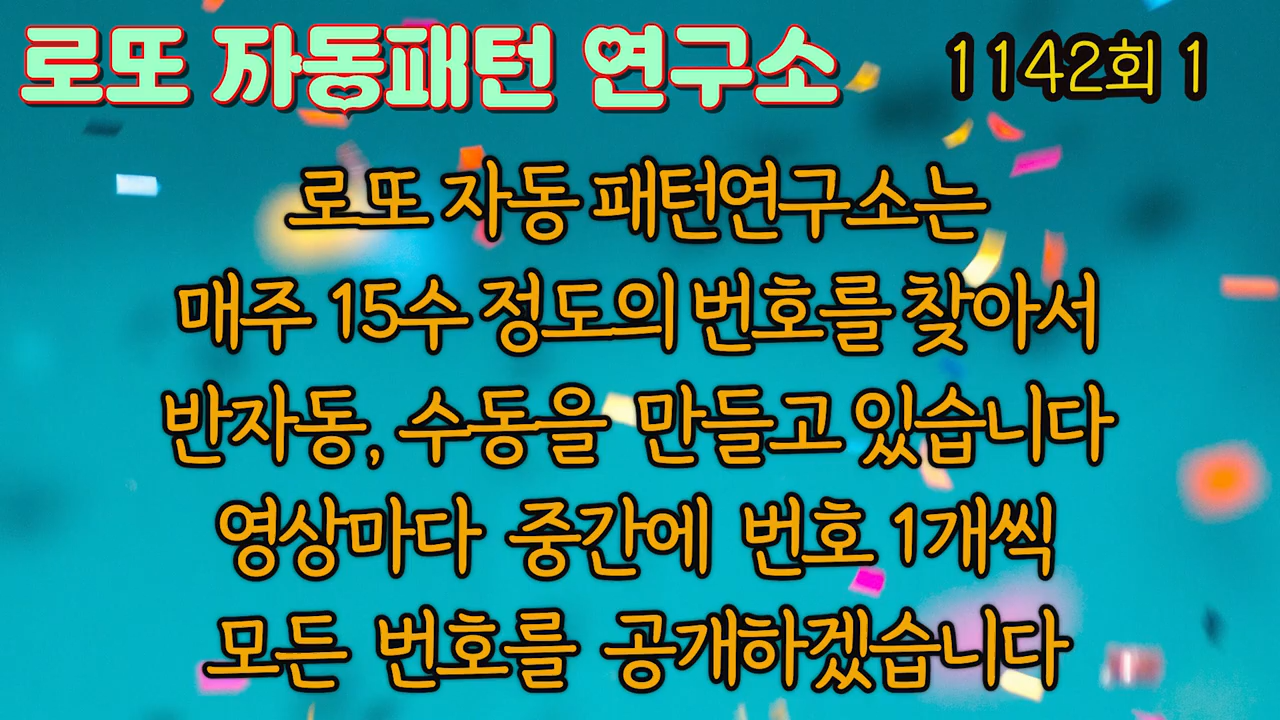 로또 자동패턴 연구소 1142회 1
로또 자동 패턴연구소는
매주 15수 정도의 번호를 찾아서
반자동, 수동을 만들고 있습니다
영상마다 중간에 번호 1개씩
모든 번호를 공개하겠습니다